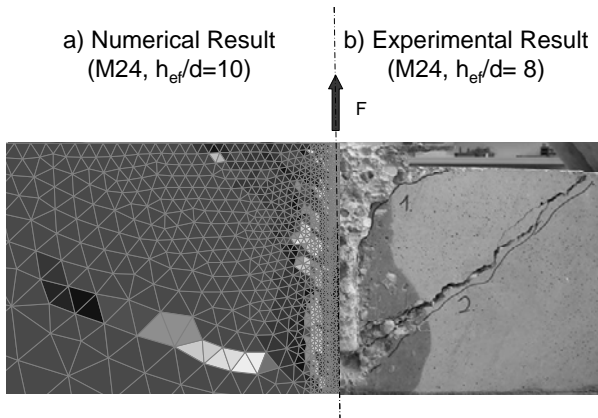 a) Numerical Result
(M24, hef/d=10)
b) Experimental Result
(M24, hef/d= 8)
F
1.
2